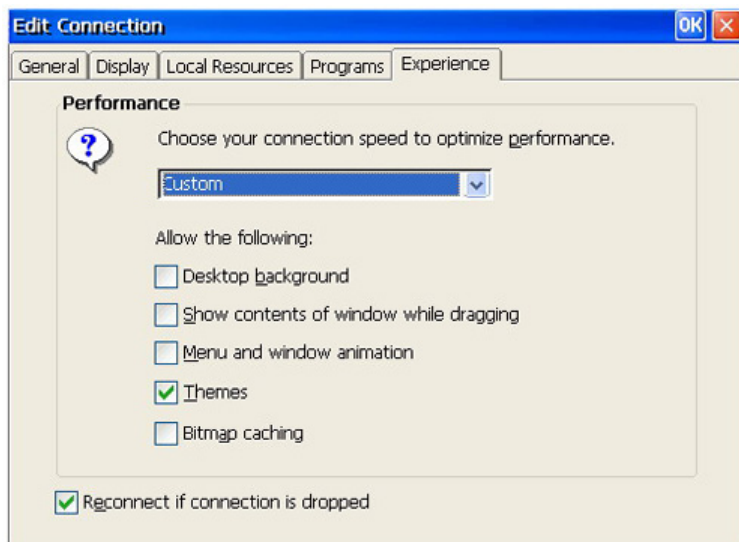 Edit Connection OK
General Display Local Resources Programs Experience
Performance
?
Choose your connection speed to optimize performance.
Custom
Allow the following:
Desktop background
Show contents of window while dragging
Menu and window animation
Themes
Bitmap caching
Reconnect if connection is dropped